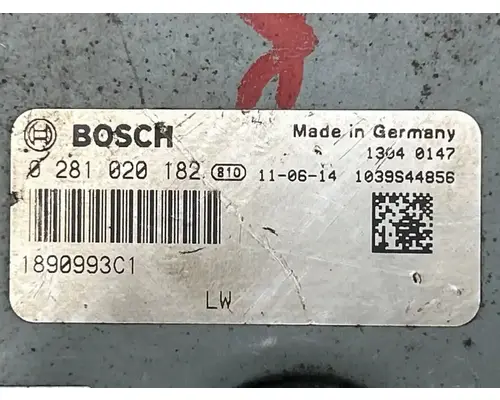 BOSCH Made in Germany
1304 0147
0 281 020 182 810 11-06-14 1039S44856
1890993C1
LW